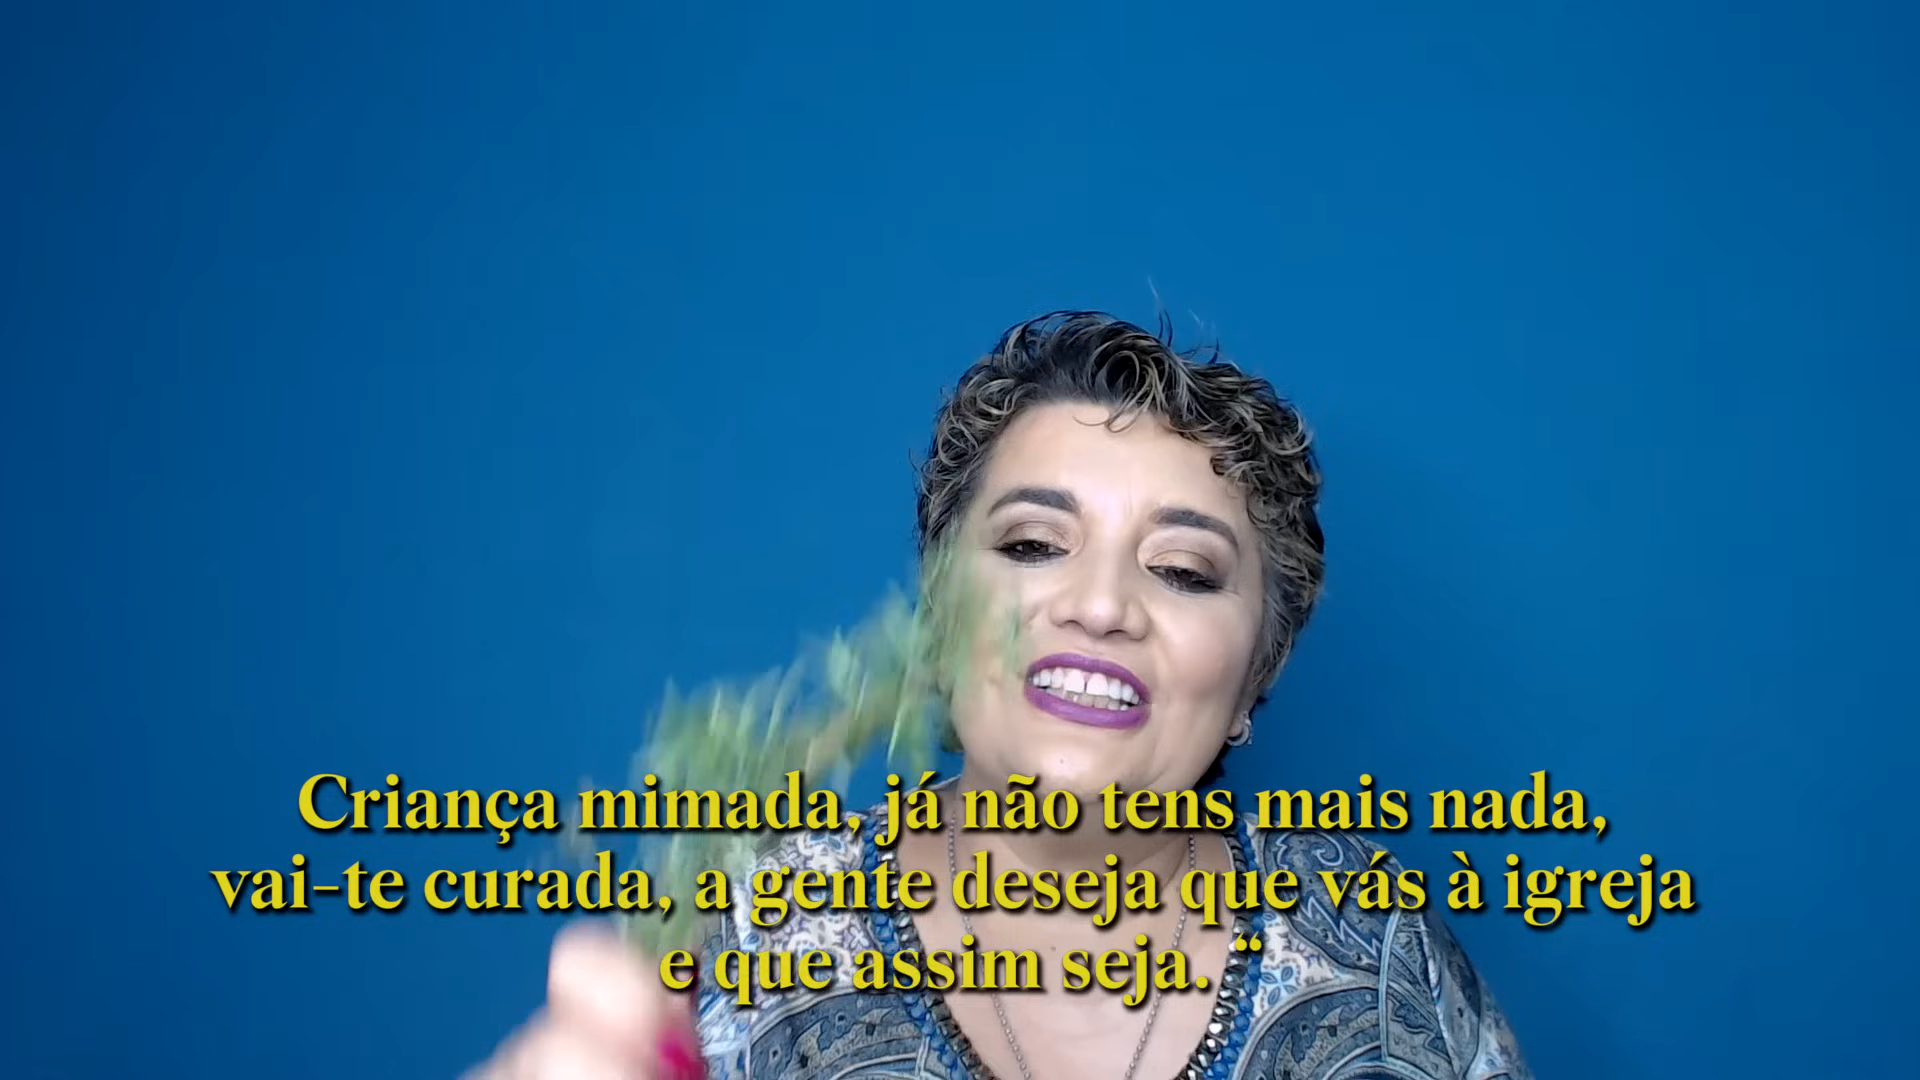 Criança mimada, já não tens mais nada,
vai-te curada, a gente deseja que vás à igreja
e que assim seja. “